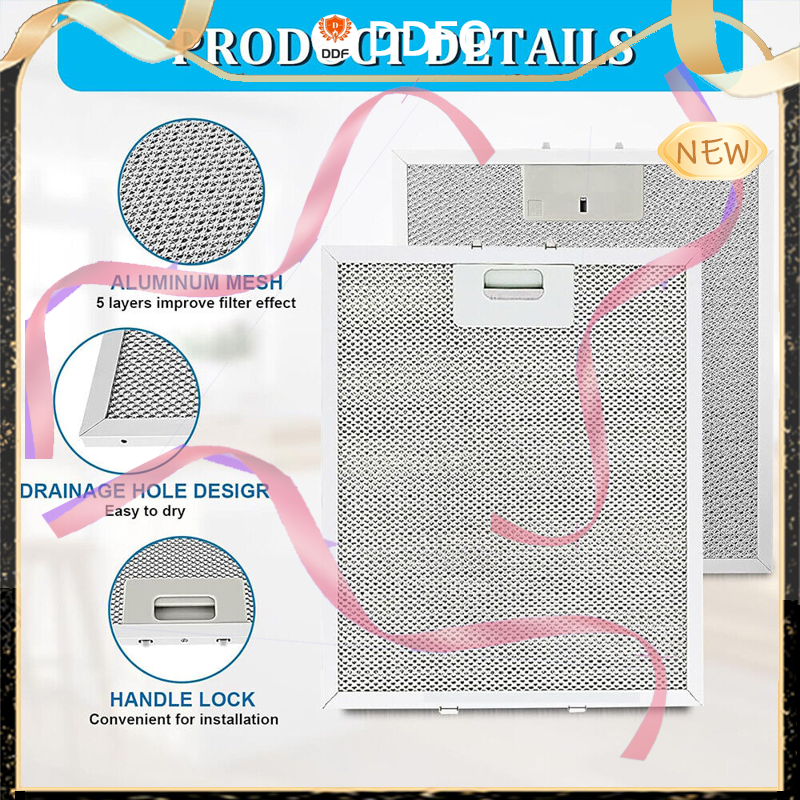 PRODUCT DETAILS
DDF
DDFQ
NEW
ALUMINUM MESH
5 layers improve filter effect
DRAINAGE HOLE DESIGR
Easy to dry
HANDLE LOCK
Convenient for installation